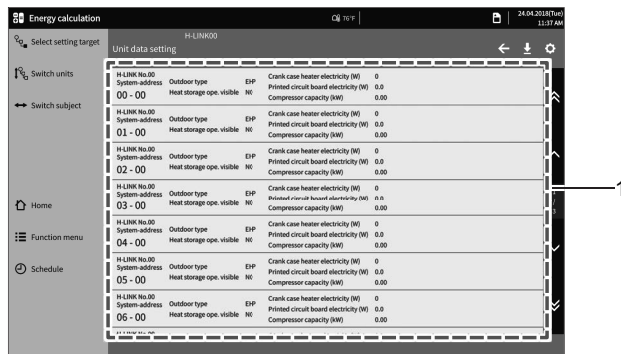 Energy calculation
76°F
24.04.2018(Tue)
11:37 AM
Select setting target
H-LINK00
Unit data setting
Switch units
Switch subject
Home
Function menu
Schedule
H-LINK No.00
System-address
00 - 00
Outdoor type EHP
Heat storage ope. visible
Crank case heater electricity (W) 0
Printed circuit board electricity (W) 0.0
Compressor capacity (kW) 0.00
H-LINK No.00
System-address
01 - 00
Outdoor type EHP
Heat storage ope. visible
Crank case heater electricity (W) 0
Printed circuit board electricity (W) 0.0
Compressor capacity (kW) 0.00
H-LINK No.00
System-address
02 - 00
Outdoor type EHP
Heat storage ope. visible
Crank case heater electricity (W) 0
Printed circuit board electricity (W) 0.0
Compressor capacity (kW) 0.00
H-LINK No.00
System-address
03 - 00
Outdoor type EHP
Heat storage ope. visible
Crank case heater electricity (W) 0
Printed circuit board electricity (W) 0.0
Compressor capacity (kW) 0.00
H-LINK No.00
System-address
04 - 00
Outdoor type EHP
Heat storage ope. visible
Crank case heater electricity (W) 0
Printed circuit board electricity (W) 0.0
Compressor capacity (kW) 0.00
H-LINK No.00
System-address
05 - 00
Outdoor type EHP
Heat storage ope. visible
Crank case heater electricity (W) 0
Printed circuit board electricity (W) 0.0
Compressor capacity (kW) 0.00
H-LINK No.00
System-address
06 - 00
Outdoor type EHP
Heat storage ope. visible
Crank case heater electricity (W) 0
Printed circuit board electricity (W) 0.0
Compressor capacity (kW) 0.00
/
3
1